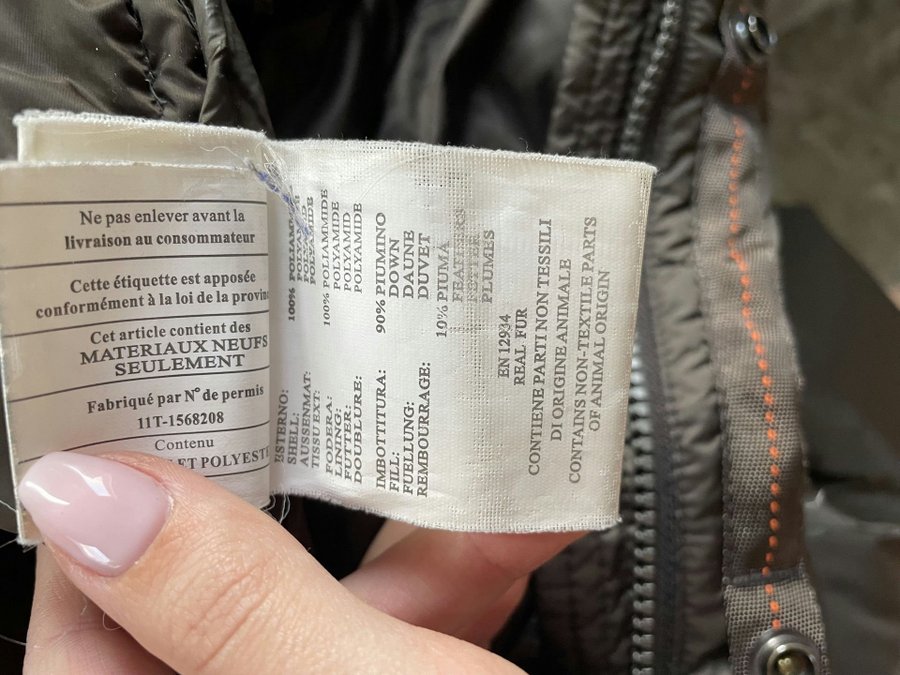 Ne pas enlever avant la
livraison au consommateur
Cette étiquette est apposée
conformément à la loi de la
Cet article contient des
MATERIAUX NEUFS
SEULEMENT
Fabriqué par N° de permis
11T-1568208
Contenu
ET
ESTERNO: 100% POLIAMMIDE
SHELL: POLYAMIDE
AUSSENMAT: POLYAMID
TISSU EXT: POLYAMIDE
FODERA: 100% POLIAMMIDE
LINING: POLYAMIDE
FUTTER: POLYAMID
DOUBLURE: POLYAMIDE
IMBOTTITURA: 90% PIUMINO
FILL: DOWN
FUELLUNG: DAUNE
REMBOURRAGE: DUVET
10% PIUMA
FEATHERS
PLUMES
EN 12934
REAL FUR
CONTIENE PARTI NON TESSILI
DI ORIGINE ANIMALE
CONTAINS NON-TEXTILE PARTS
OF ANIMAL ORIGIN